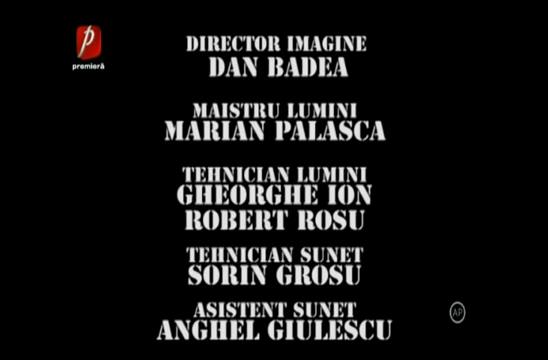 p
premieră
DIRECTOR IMAGINE
DAN BADEA
MAISTRU LUMINI
MARIAN PALASCA
TEHNICIAN LUMINI
GHEORGHE ION
ROBERT ROSU
TEHNICIAN SUNET
SORIN GROSU
ASISTENT SUNET
ANGHEL GIULESCU
AP